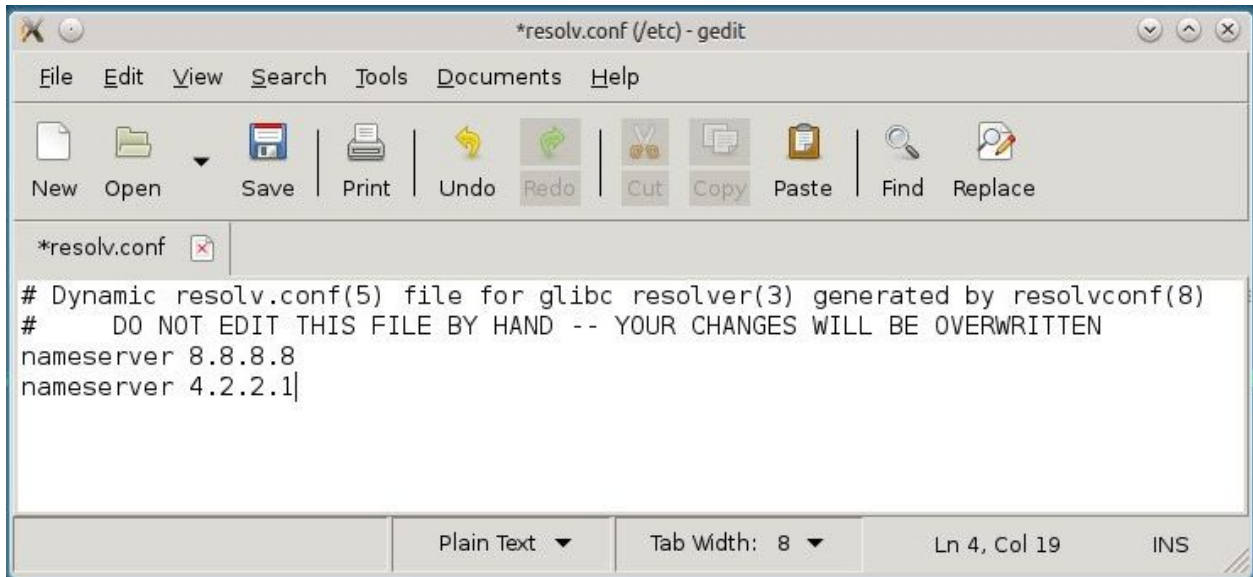 *resolv.conf (/etc) - gedit
File Edit View Search Tools Documents Help
New Open Save Print Undo Redo Cut Copy Paste Find Replace
*resolv.conf
# Dynamic resolv.conf(5) file for glibc resolver(3) generated by resolvconf(8)
#     DO NOT EDIT THIS FILE BY HAND -- YOUR CHANGES WILL BE OVERWRITTEN
nameserver 8.8.8.8
nameserver 4.2.2.1
Plain Text Tab Width: 8 Ln 4, Col 19 INS